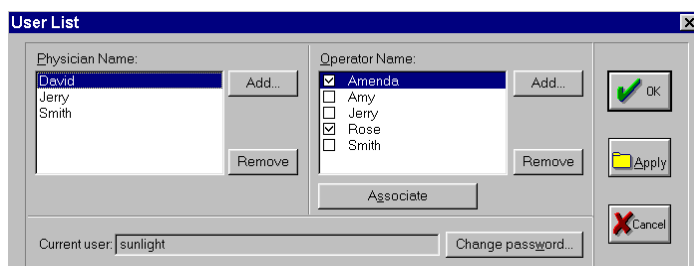 User List
Physician Name:
David
Jerry
Smith
Add...
Remove
Operator Name:
Amenda
Amy
Jerry
Rose
Smith
Add...
Remove
Associate
OK
Apply
Cancel
Current user: sunlight
Change password...